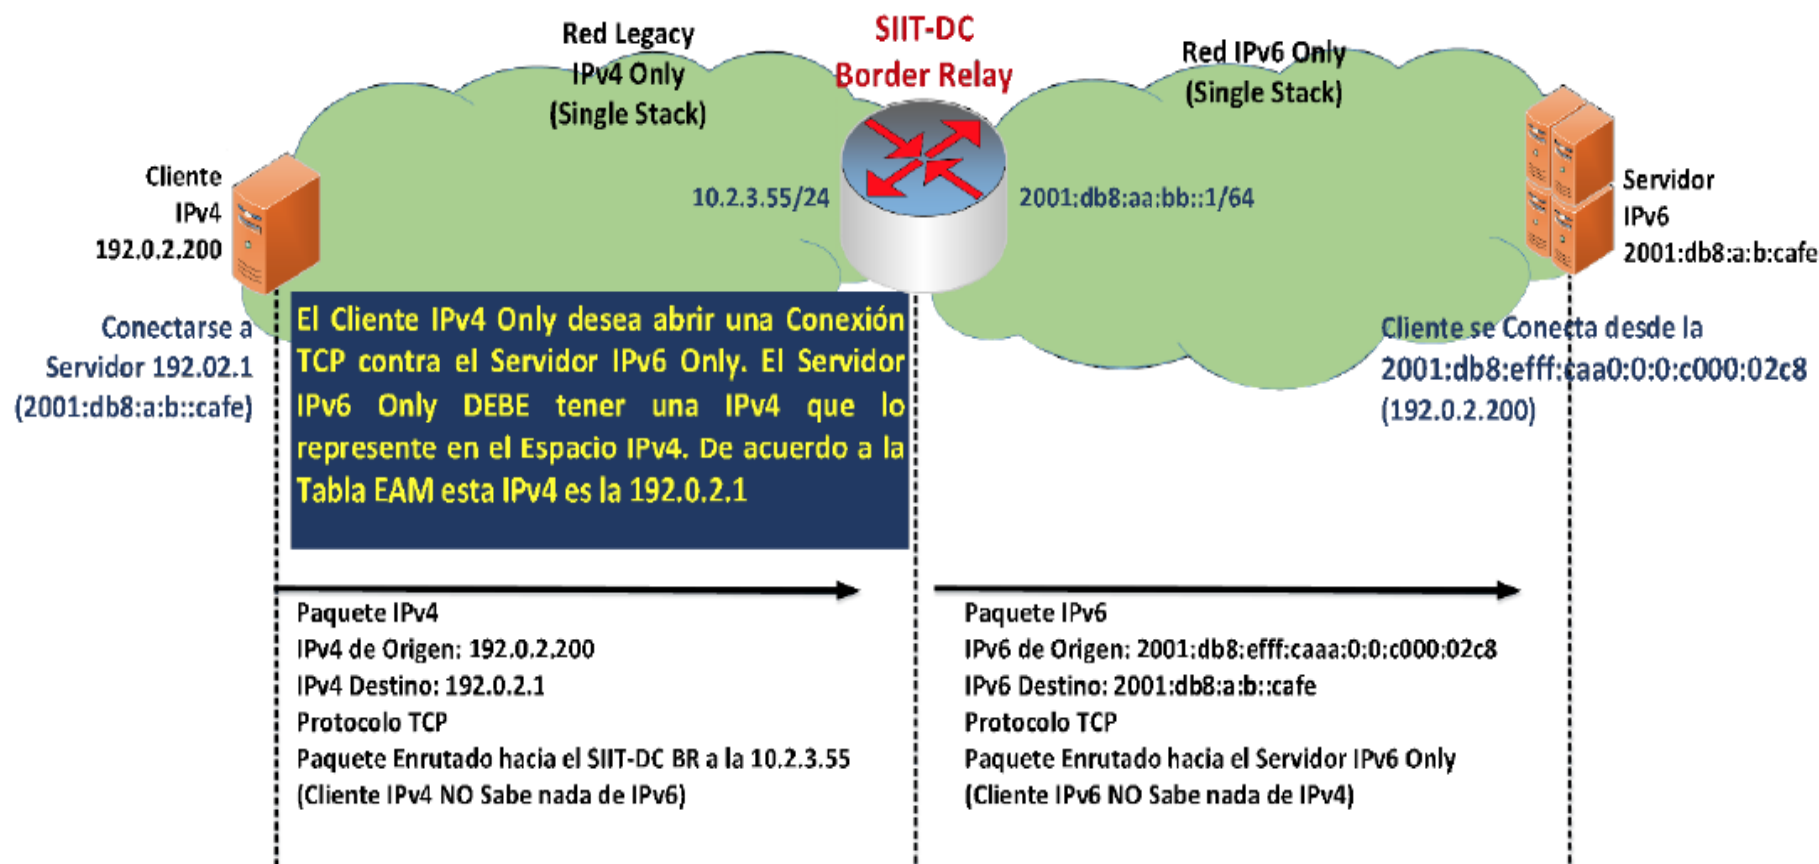 Red Legacy
IPv4 Only
(Single Stack)
SIIT-DC
Border Relay
Red IPv6 Only
(Single Stack)
Cliente
IPv4
192.0.2.200
10.2.3.55/24
2001:db8:aa:bb::1/64
Servidor
IPv6
2001:db8:a:b:cafe
Conectarse a
Servidor 192.02.1
(2001:db8:a:b::cafe)
El Cliente IPv4 Only desea abrir una Conexión
TCP contra el Servidor IPv6 Only. El Servidor
IPv6 Only DEBE tener una IPv4 que lo
represente en el Espacio IPv4. De acuerdo a la
Tabla EAM esta IPv4 es la 192.0.2.1
Cliente se Conecta desde la
2001:db8:efff:caa0:0:0:c000:02c8
(192.0.2.200)
Paquete IPv4
IPv4 de Origen: 192.0.2.200
IPv4 Destino: 192.0.2.1
Protocolo TCP
Paquete Enrutado hacia el SIIT-DC BR a la 10.2.3.55
(Cliente IPv4 NO Sabe nada de IPv6)
Paquete IPv6
IPv6 de Origen: 2001:db8:efff:caaa:0:0:c000:02c8
IPv6 Destino: 2001:db8:a:b::cafe
Protocolo TCP
Paquete Enrutado hacia el Servidor IPv6 Only
(Cliente IPv6 NO Sabe nada de IPv4)